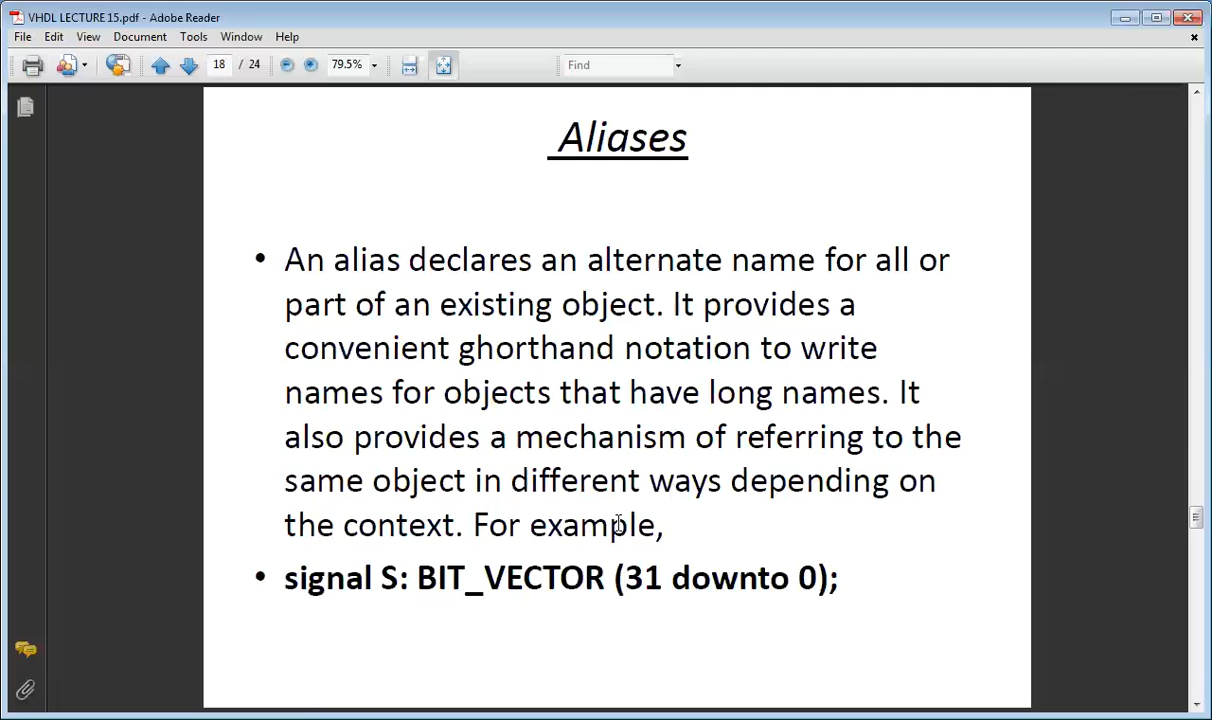 VHDL LECTURE 15.pdf - Adobe Reader
File Edit View Document Tools Window Help
18 / 24 79.5% Find
Aliases
• An alias declares an alternate name for all or
part of an existing object. It provides a
convenient ghorthand notation to write
names for objects that have long names. It
also provides a mechanism of referring to the
same object in different ways depending on
the context. For example,
• signal S: BIT_VECTOR (31 downto 0);